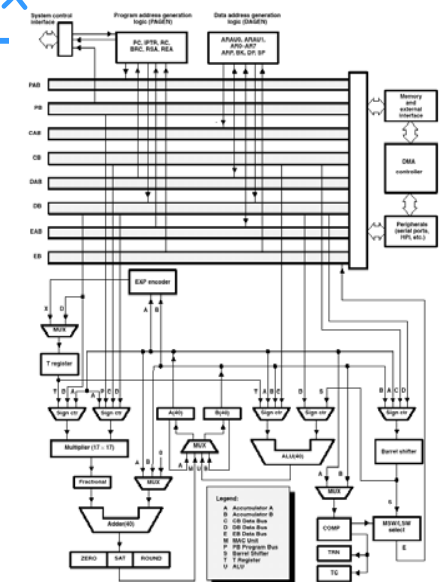 System control
interface
Program address generation
logic (PAGEN)
Data address generation
logic (DAGEN)
PC, IPTR, RC,
BRC, RSA, REA
ARAU0, ARAU1,
AR0-AR7
ARP, BK, DP, SP
PAB
PB
CAB
CB
DAB
DB
EAB
EB
Memory
and
external
interface
DMA
controller
Peripherals
(serial ports,
HPI, etc.)
EXP encoder
X
D
A
B
MUX
T register
T
D
A
P
C
D
A
Sign ctr
Sign ctr
A(40)
B(40)
T
A
B
C
D
S
Sign ctr
Sign ctr
B
A
C
D
Sign ctr
Multiplier (17 × 17)
A
B
0
MUX
A
M
U
B
ALU(40)
Barrel shifter
Fractional
MUX
A
B
MUX
S
Adder(40)
ZERO
SAT
ROUND
Legend:
A Accumulator A
B Accumulator B
C CB Data Bus
D DB Data Bus
E EB Data Bus
M MAC Unit
P PB Program Bus
S Barrel Shifter
T T Register
U ALU
COMP
MSW/LSW
select
TRN
TC
E